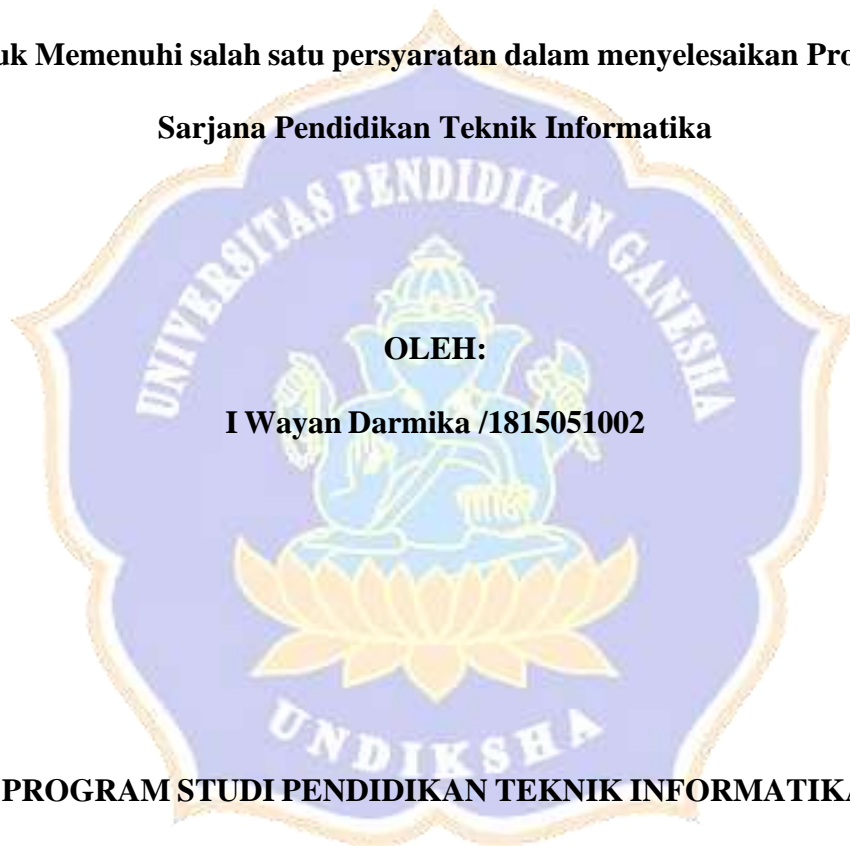 uk Memenuhi salah satu persyaratan dalam menyelesaikan Pro
Sarjana Pendidikan Teknik Informatika
UNIVERSITAS PENDIDIKAN GANESHA
OLEH:
I Wayan Darmika /1815051002
UNDIKSHA
PROGRAM STUDI PENDIDIKAN TEKNIK INFORMATIKA